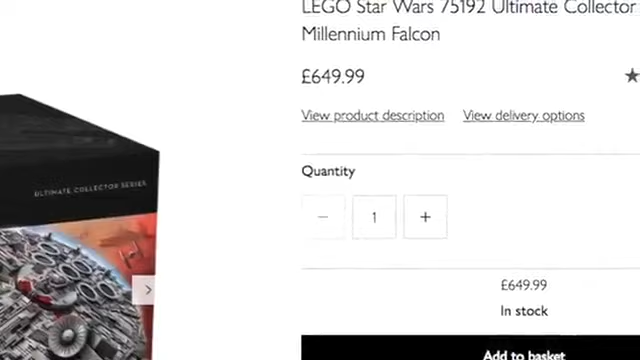 LEGO Star Wars 75192 Ultimate Collector
Millennium Falcon
£649.99
View product description View delivery options
Quantity
ULTIMATE COLLECTOR SERIES
− 1 +
£649.99
In stock
Add to basket